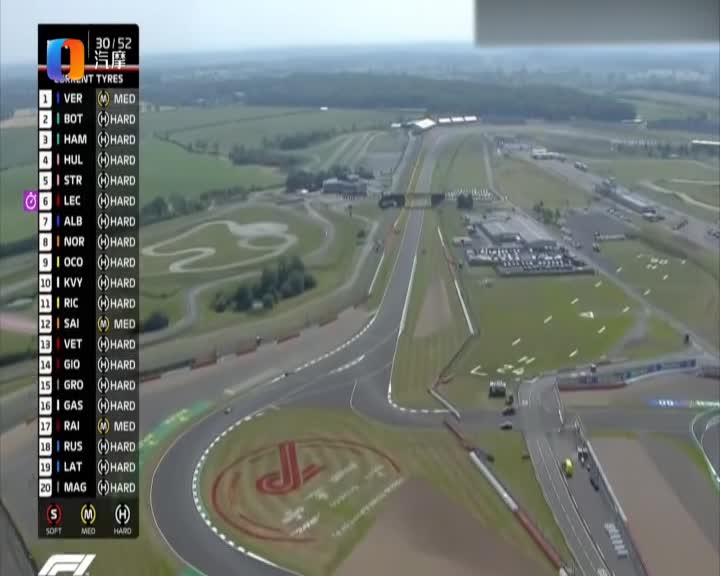 30/52
汽摩
CURRENT TYRES
1 VER M MED
2 BOT H HARD
3 HAM H HARD
4 HUL H HARD
5 STR H HARD
6 LEC H HARD
7 ALB H HARD
8 NOR H HARD
9 OCO H HARD
10 KVY H HARD
11 RIC H HARD
12 SAI M MED
13 VET H HARD
14 GIO H HARD
15 GRO H HARD
16 GAS H HARD
17 RAI M MED
18 RUS H HARD
19 LAT H HARD
20 MAG H HARD
S M H
SOFT MED HARD
F1